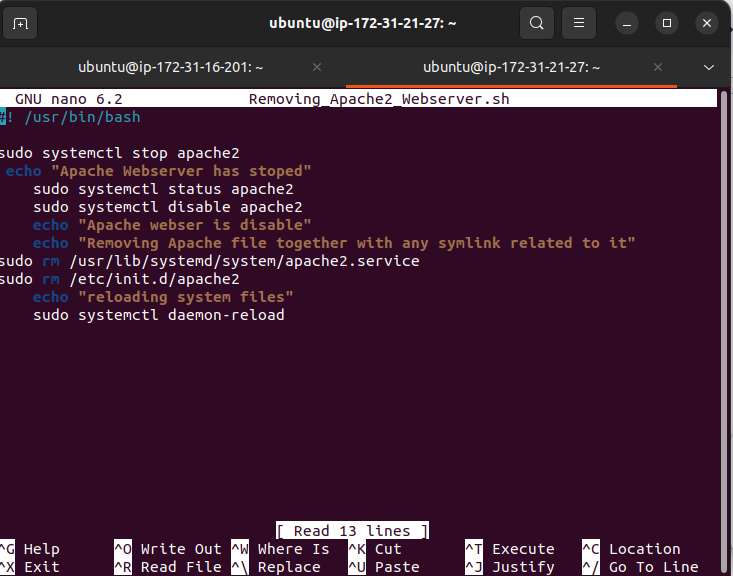 ubuntu@ip-172-31-21-27: ~
ubuntu@ip-172-31-16-201: ~ ubuntu@ip-172-31-21-27: ~
GNU nano 6.2 Removing_Apache2_Webserver.sh
#! /usr/bin/bash
sudo systemctl stop apache2
echo "Apache Webserver has stoped"
sudo systemctl status apache2
sudo systemctl disable apache2
echo "Apache webser is disable"
echo "Removing Apache file together with any symlink related to it"
sudo rm /usr/lib/systemd/system/apache2.service
sudo rm /etc/init.d/apache2
echo "reloading system files"
sudo systemctl daemon-reload
[ Read 13 lines ]
^G Help ^O Write Out ^W Where Is ^K Cut ^T Execute ^C Location
^X Exit ^R Read File ^\ Replace ^U Paste ^J Justify ^/ Go To Line